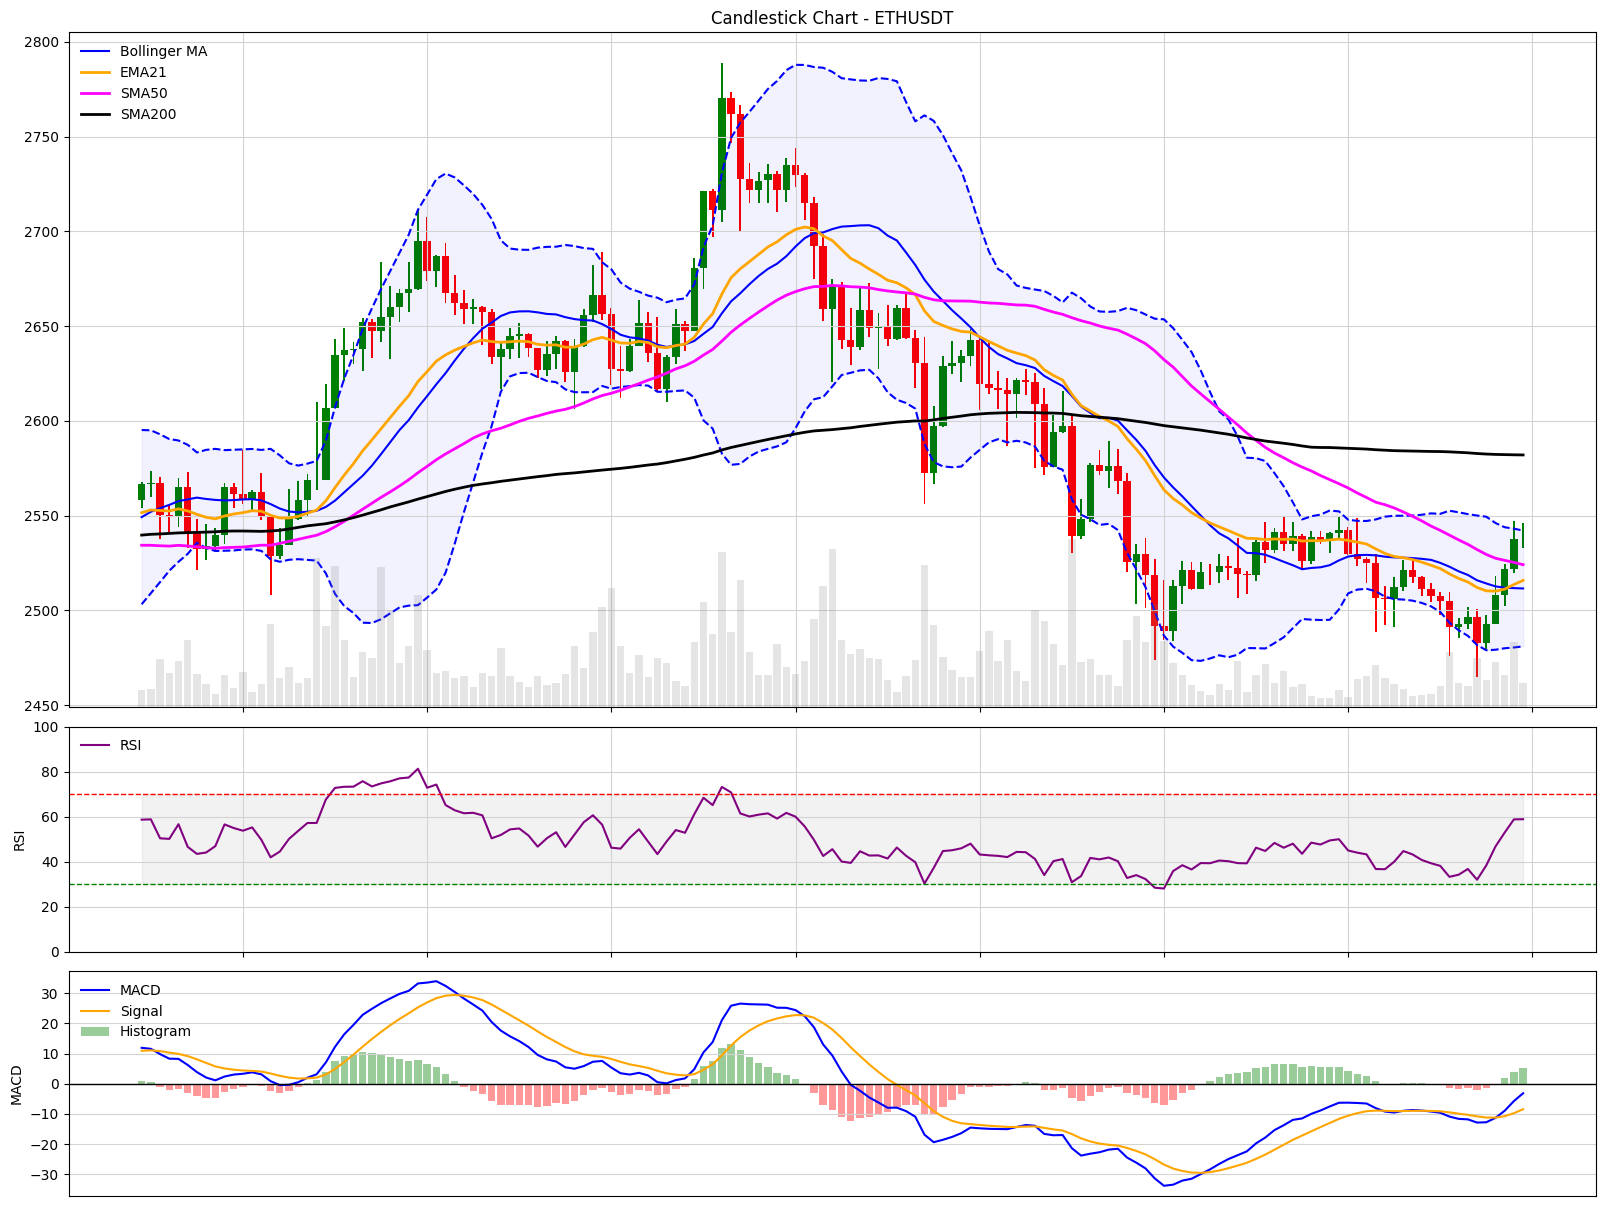 Candlestick Chart - ETHUSDT
Bollinger MA
EMA21
SMA50
SMA200
2800
2750
2700
2650
2600
2550
2500
2450
RSI
RSI
100
80
60
40
20
0
MACD
Signal
Histogram
MACD
30
20
10
0
−10
−20
−30